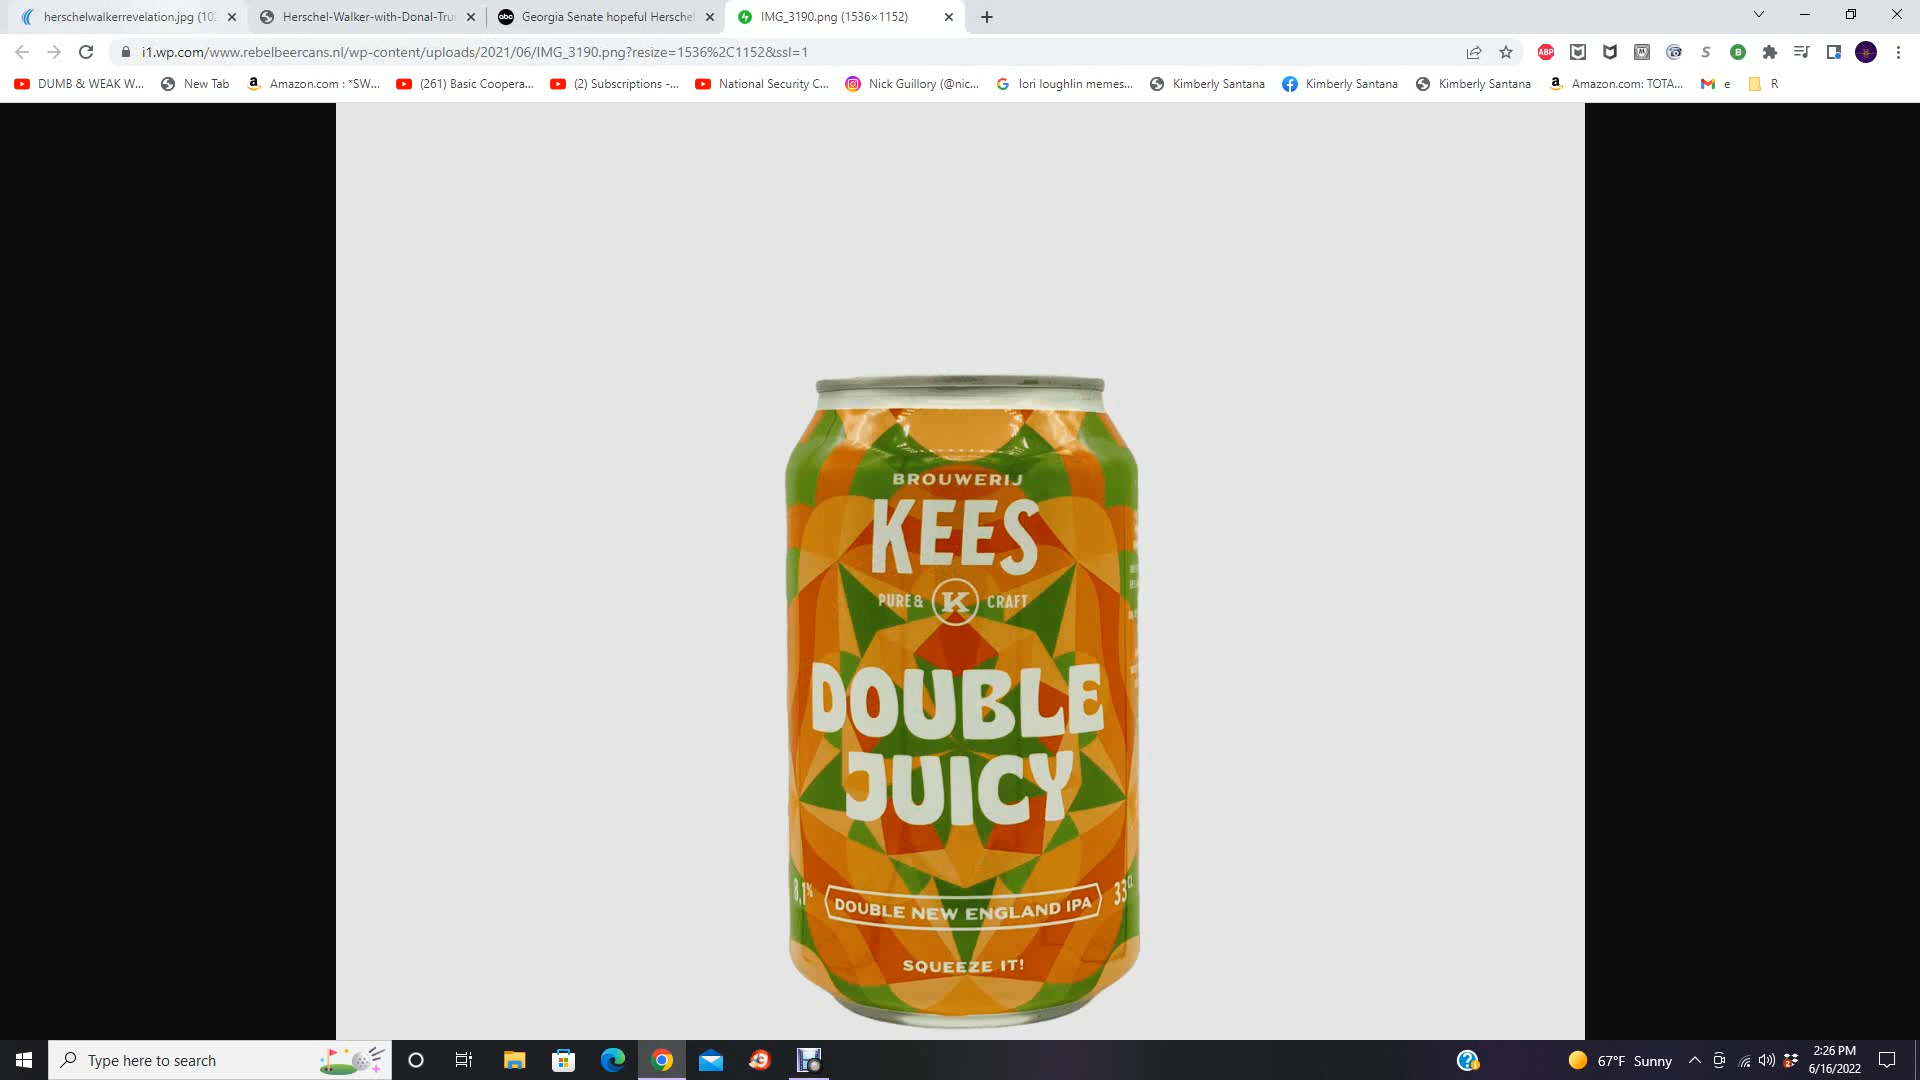 herschelwalkerrevelation.jpg (10
Herschel-Walker-with-Donal-Tru
Georgia Senate hopeful Hersche
IMG_3190.png (1536×1152)
i1.wp.com/www.rebelbeercans.nl/wp-content/uploads/2021/06/IMG_3190.png?resize=1536%2C1152&ssl=1
ABP
DUMB & WEAK W...
New Tab
Amazon.com : *SW...
(261) Basic Coopera...
(2) Subscriptions -...
National Security C...
Nick Guillory (@nic...
lori loughlin memes...
Kimberly Santana
Kimberly Santana
Kimberly Santana
Amazon.com: TOTA...
e
R
BROUWERIJ
KEES
PURE & K CRAFT
DOUBLE
JUICY
8,1% DOUBLE NEW ENGLAND IPA 33 CL
SQUEEZE IT!
Type here to search
67°F Sunny
2:26 PM
6/16/2022